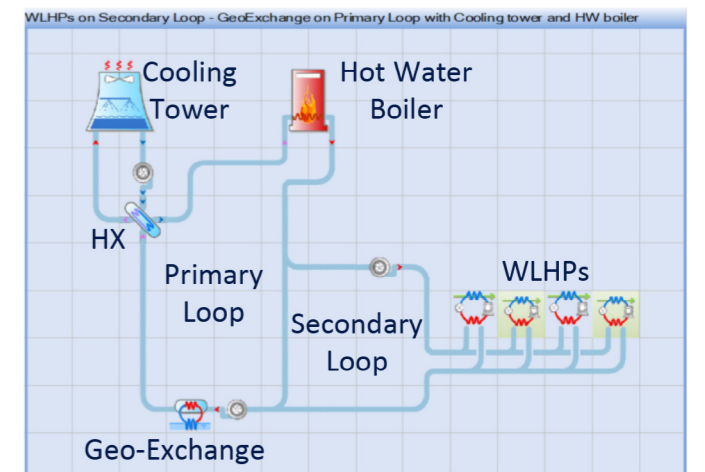 WLHPs on Secondary Loop - GeoExchange on Primary Loop with Cooling tower and HW boiler
Cooling
Tower
Hot Water
Boiler
HX
Primary
Loop
WLHPs
Secondary
Loop
Geo-Exchange